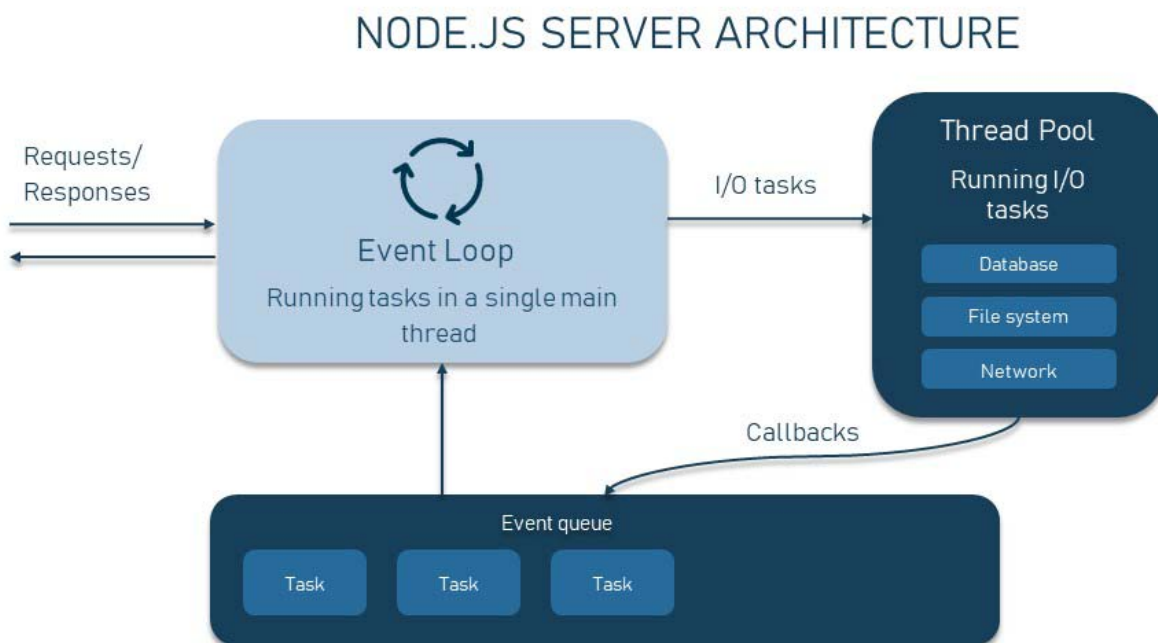 NODE.JS SERVER ARCHITECTURE
Requests/
Responses
Event Loop
Running tasks in a single main
thread
I/O tasks
Thread Pool
Running I/O
tasks
Database
File system
Network
Callbacks
Event queue
Task
Task
Task